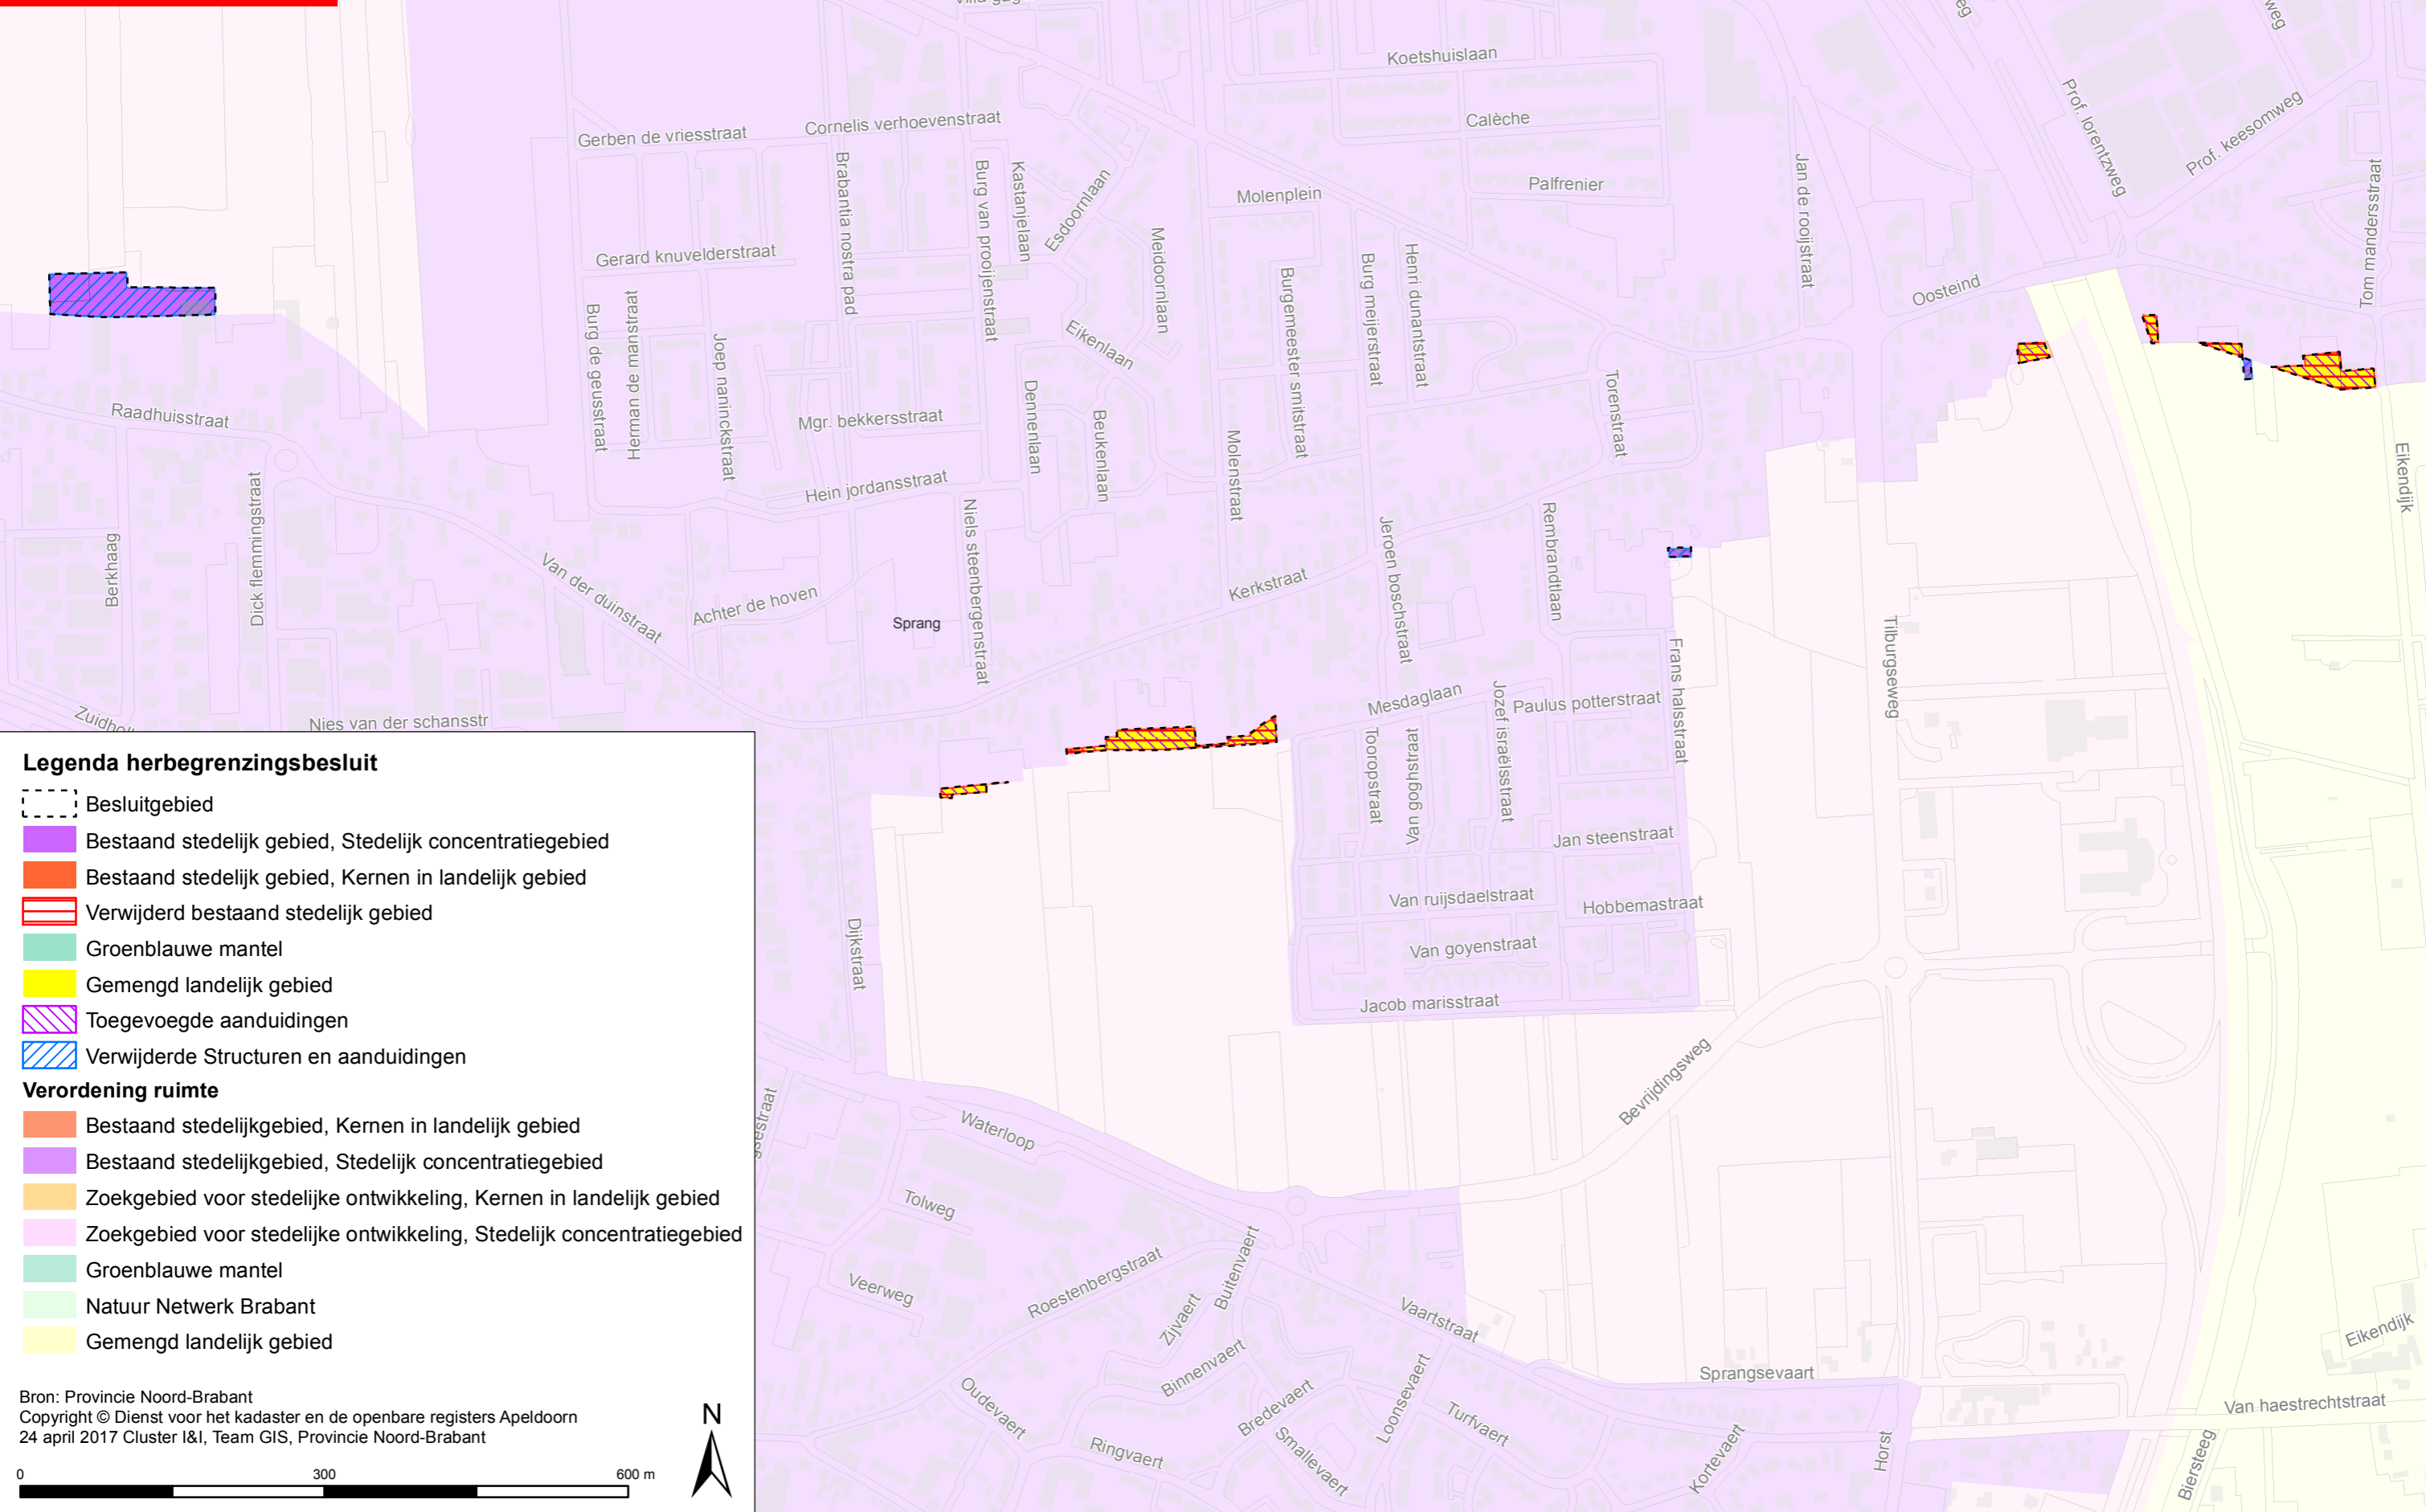 Koetshuislaan
Calèche
Palfrenier
Molenplein
Gerben de vriesstraat
Cornelis verhoevenstraat
Brabantia nostra pad
Burg van prooijenstraat
Kastanjelaan
Esdoornlaan
Meidoornlaan
Gerard knuvelderstraat
Burg de geusstraat
Herman de manstraat
Joep naninckstraat
Mgr. bekkersstraat
Hein jordansstraat
Eikenlaan
Dennenlaan
Beukenlaan
Molenstraat
Burgemeester smitstraat
Burg meijerstraat
Henri dunantstraat
Jan de rooijstraat
Torenstraat
Oosteind
Prof. lorentzweg
Prof. keesomweg
Tom mandersstraat
Eikendijk
Raadhuisstraat
Dick flemmingstraat
Berkhaag
Van der duinstraat
Achter de hoven
Sprang
Niels steenbergenstraat
Kerkstraat
Jeroen boschstraat
Rembrandtlaan
Frans halsstraat
Tilburgseweg
Mesdaglaan
Paulus potterstraat
Jozef israëlsstraat
Tooropstraat
Van goghstraat
Jan steenstraat
Van ruijsdaelstraat
Hobbemastraat
Van goyenstraat
Jacob marisstraat
Nies van der schansstr
Dijkstraat
Bevrijdingsweg
Waterloop
Tolweg
Veerweg
Roestenbergstraat
Buitenvaert
Zijvaert
Binnenvaert
Vaartstraat
Loonsevaert
Bredevaert
Smallevaert
Turfvaert
Oudevaert
Ringvaert
Kortevaert
Sprangsevaart
Horst
Van haestrechtstraat
Eikendijk
Biersteeg
Legenda herbegrenzingsbesluit
Besluitgebied
Bestaand stedelijk gebied, Stedelijk concentratiegebied
Bestaand stedelijk gebied, Kernen in landelijk gebied
Verwijderd bestaand stedelijk gebied
Groenblauwe mantel
Gemengd landelijk gebied
Toegevoegde aanduidingen
Verwijderde Structuren en aanduidingen
Verordening ruimte
Bestaand stedelijkgebied, Kernen in landelijk gebied
Bestaand stedelijkgebied, Stedelijk concentratiegebied
Zoekgebied voor stedelijke ontwikkeling, Kernen in landelijk gebied
Zoekgebied voor stedelijke ontwikkeling, Stedelijk concentratiegebied
Groenblauwe mantel
Natuur Netwerk Brabant
Gemengd landelijk gebied
Bron: Provincie Noord-Brabant
Copyright © Dienst voor het kadaster en de openbare registers Apeldoorn
24 april 2017 Cluster I&I, Team GIS, Provincie Noord-Brabant
N
0 300 600 m